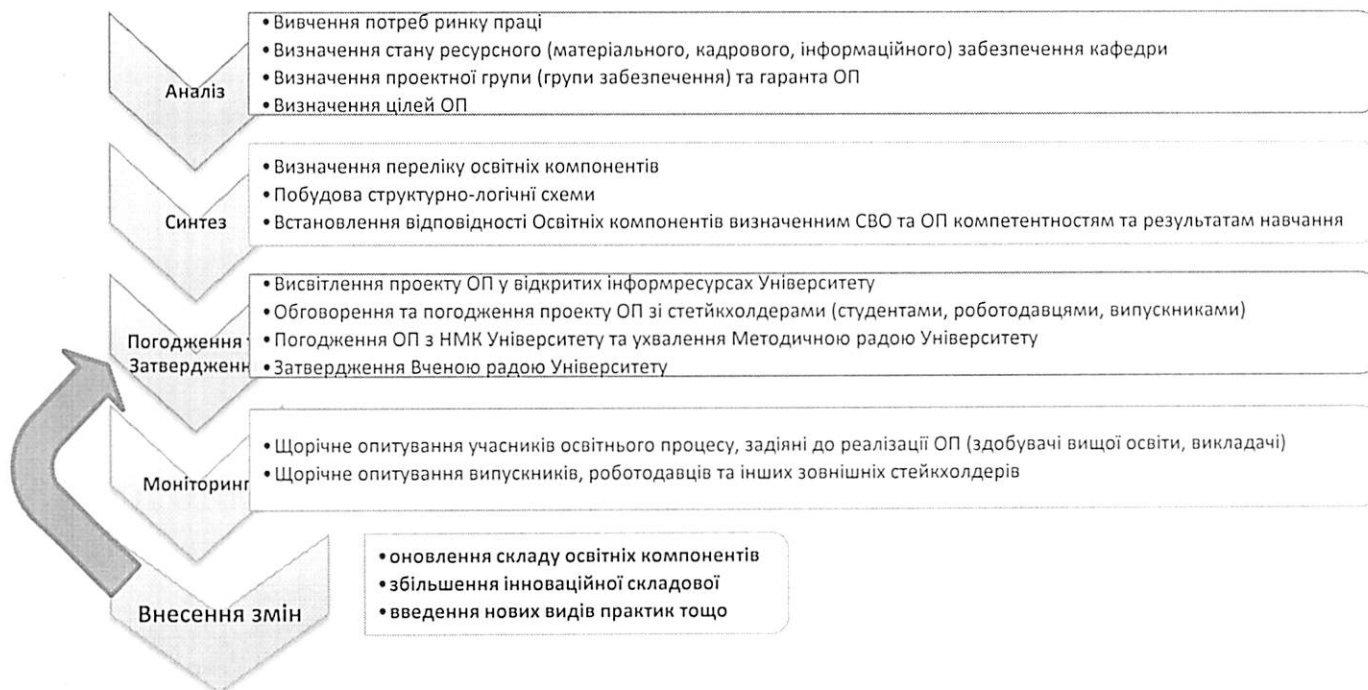 Аналіз
• Вивчення потреб ринку праці
• Визначення стану ресурсного (матеріального, кадрового, інформаційного) забезпечення кафедри
• Визначення проектної групи (групи забезпечення) та гаранта ОП
• Визначення цілей ОП
Синтез
• Визначення переліку освітніх компонентів
• Побудова структурно-логічні схеми
• Встановлення відповідності Освітніх компонентів визначенним СВО та ОП компетентностям та результатам навчання
Погодження
Затвердженн
• Висвітлення проекту ОП у відкритих інформресурсах Університету
• Обговорення та погодження проекту ОП зі стетйкхолдерами (студентами, роботодавцями, випускниками)
• Погодження ОП з НМК Університету та ухвалення Методичною радою Університету
• Затвердження Вченою радою Університету
Моніторинг
• Щорічне опитування учасників освітнього процесу, задіяні до реалізації ОП (здобувачі вищої освіти, викладачі)
• Щорічне опитування випускників, роботодавців та інших зовнішніх стейкхолдерів
Внесення змін
• оновлення складу освітніх компонентів
• збільшення інноваційної складової
• введення нових видів практик тощо